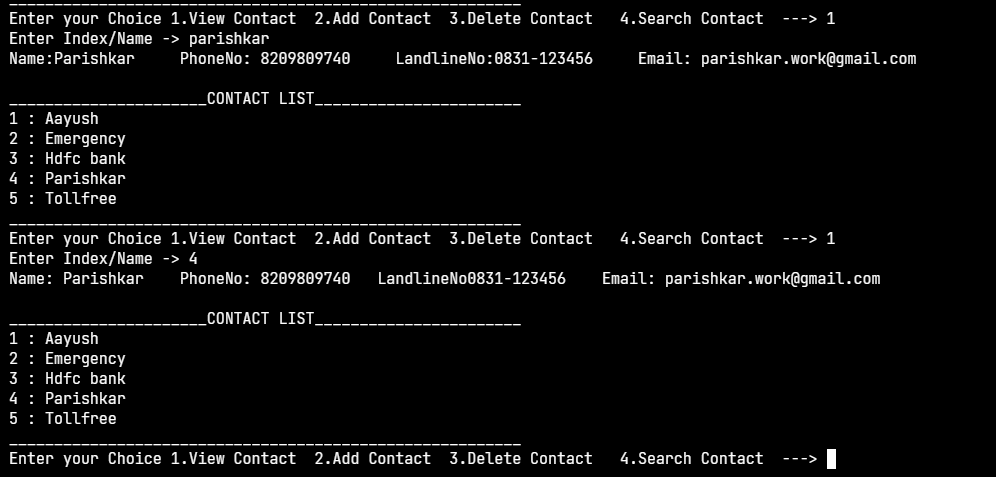 _________________________________________________________
Enter your Choice 1.View Contact  2.Add Contact  3.Delete Contact   4.Search Contact  ---> 1
Enter Index/Name -> parishkar
Name:Parishkar     PhoneNo: 8209809740     LandlineNo:0831-123456     Email: parishkar.work@gmail.com

______________________CONTACT LIST_______________________
1 : Aayush
2 : Emergency
3 : Hdfc bank
4 : Parishkar
5 : Tollfree
_________________________________________________________
Enter your Choice 1.View Contact  2.Add Contact  3.Delete Contact   4.Search Contact  ---> 1
Enter Index/Name -> 4
Name: Parishkar    PhoneNo: 8209809740   LandlineNo0831-123456    Email: parishkar.work@gmail.com

______________________CONTACT LIST_______________________
1 : Aayush
2 : Emergency
3 : Hdfc bank
4 : Parishkar
5 : Tollfree
_________________________________________________________
Enter your Choice 1.View Contact  2.Add Contact  3.Delete Contact   4.Search Contact  --->